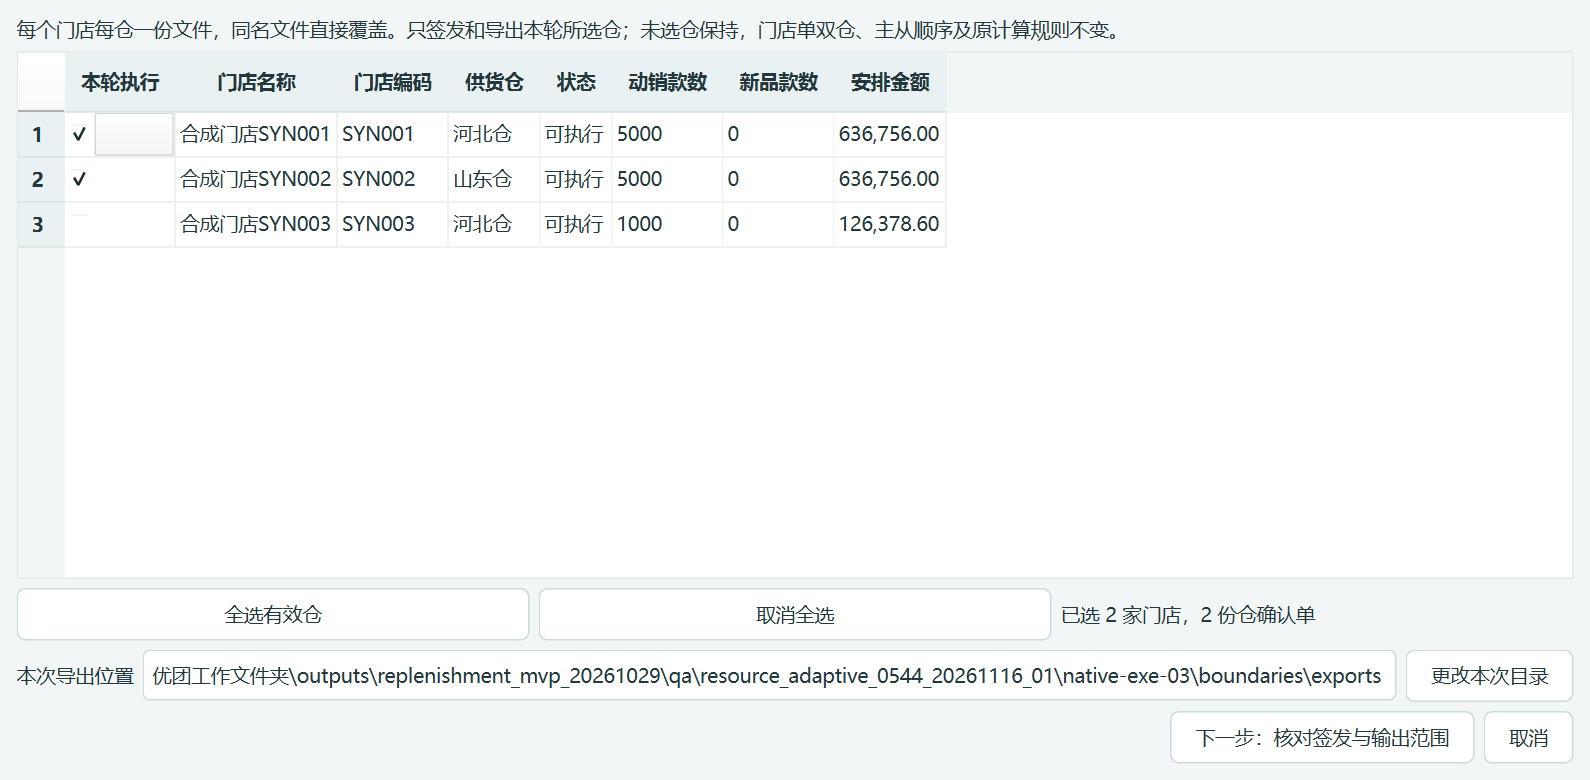 每个门店每仓一份文件，同名文件直接覆盖。只签发和导出本轮所选仓；未选仓保持，门店单双仓、主从顺序及原计算规则不变。
本轮执行 门店名称 门店编码 供货仓 状态 动销款数 新品款数 安排金额
1 ✓ 合成门店SYN001 SYN001 河北仓 可执行 5000 0 636,756.00
2 ✓ 合成门店SYN002 SYN002 山东仓 可执行 5000 0 636,756.00
3 合成门店SYN003 SYN003 河北仓 可执行 1000 0 126,378.60
全选有效仓 取消全选 已选 2 家门店，2 份仓确认单
本次导出位置 优团工作文件夹\outputs\replenishment_mvp_20261029\qa\resource_adaptive_0544_20261116_01\native-exe-03\boundaries\exports 更改本次目录
下一步：核对签发与输出范围 取消